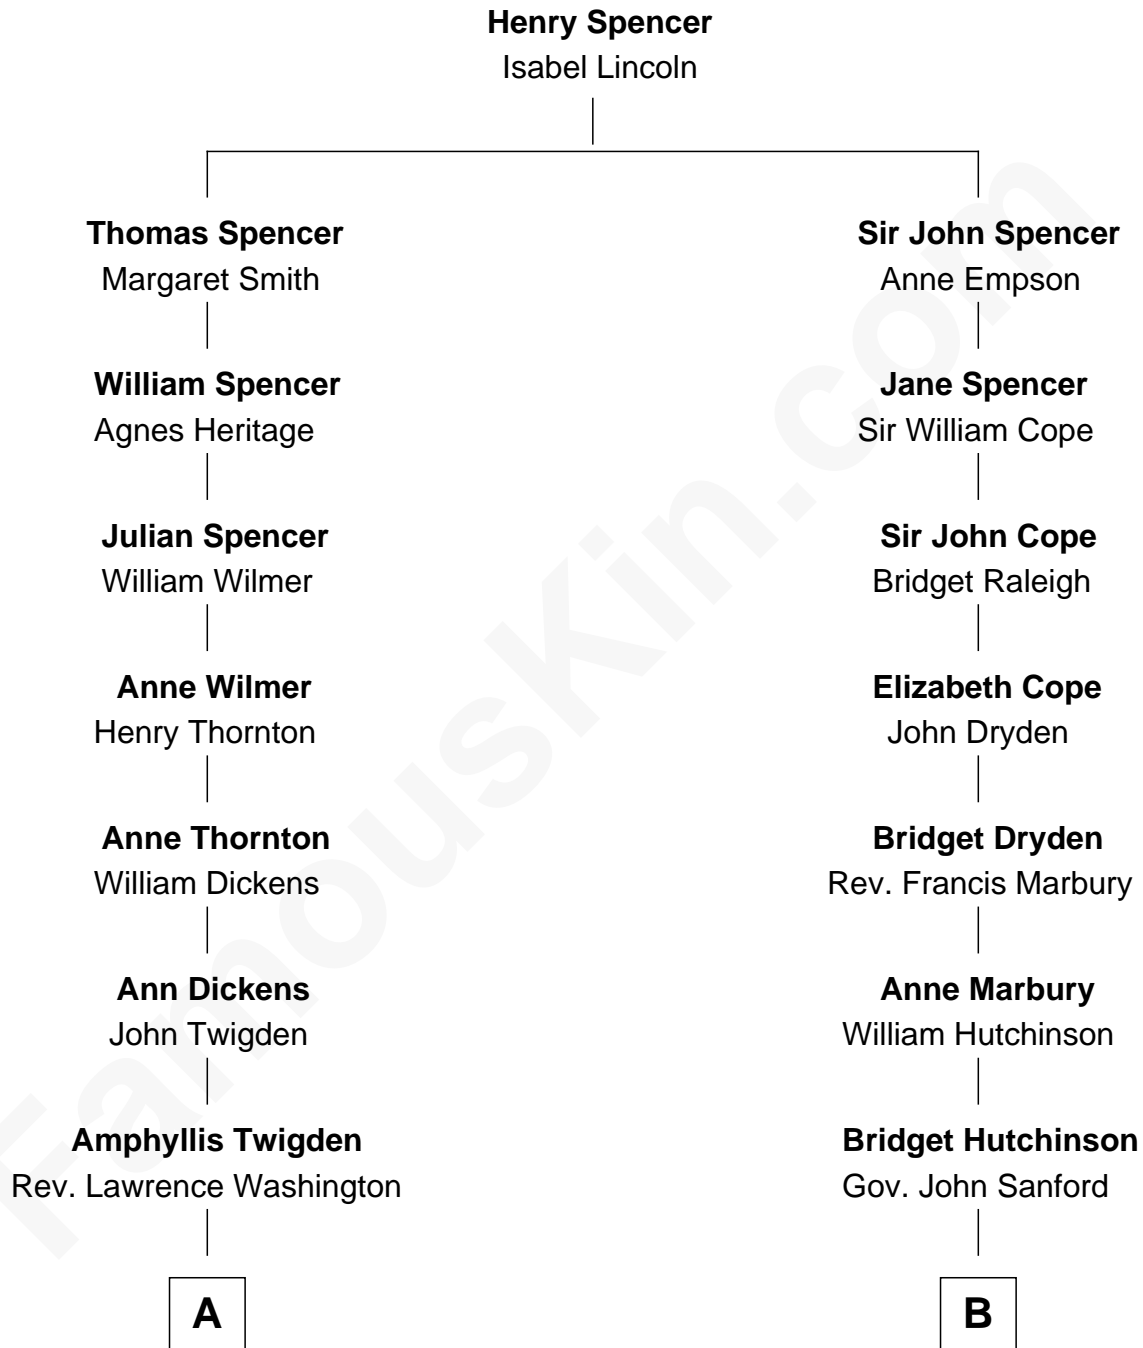 Henry Spencer
Isabel Lincoln
Thomas Spencer
Margaret Smith
Sir John Spencer
Anne Empson
William Spencer
Agnes Heritage
Jane Spencer
Sir William Cope
Julian Spencer
William Wilmer
Sir John Cope
Bridget Raleigh
Anne Wilmer
Henry Thornton
Elizabeth Cope
John Dryden
Anne Thornton
William Dickens
Bridget Dryden
Rev. Francis Marbury
Ann Dickens
John Twigden
Anne Marbury
William Hutchinson
Amphyllis Twigden
Rev. Lawrence Washington
Bridget Hutchinson
Gov. John Sanford
A
B
FamousKin.com